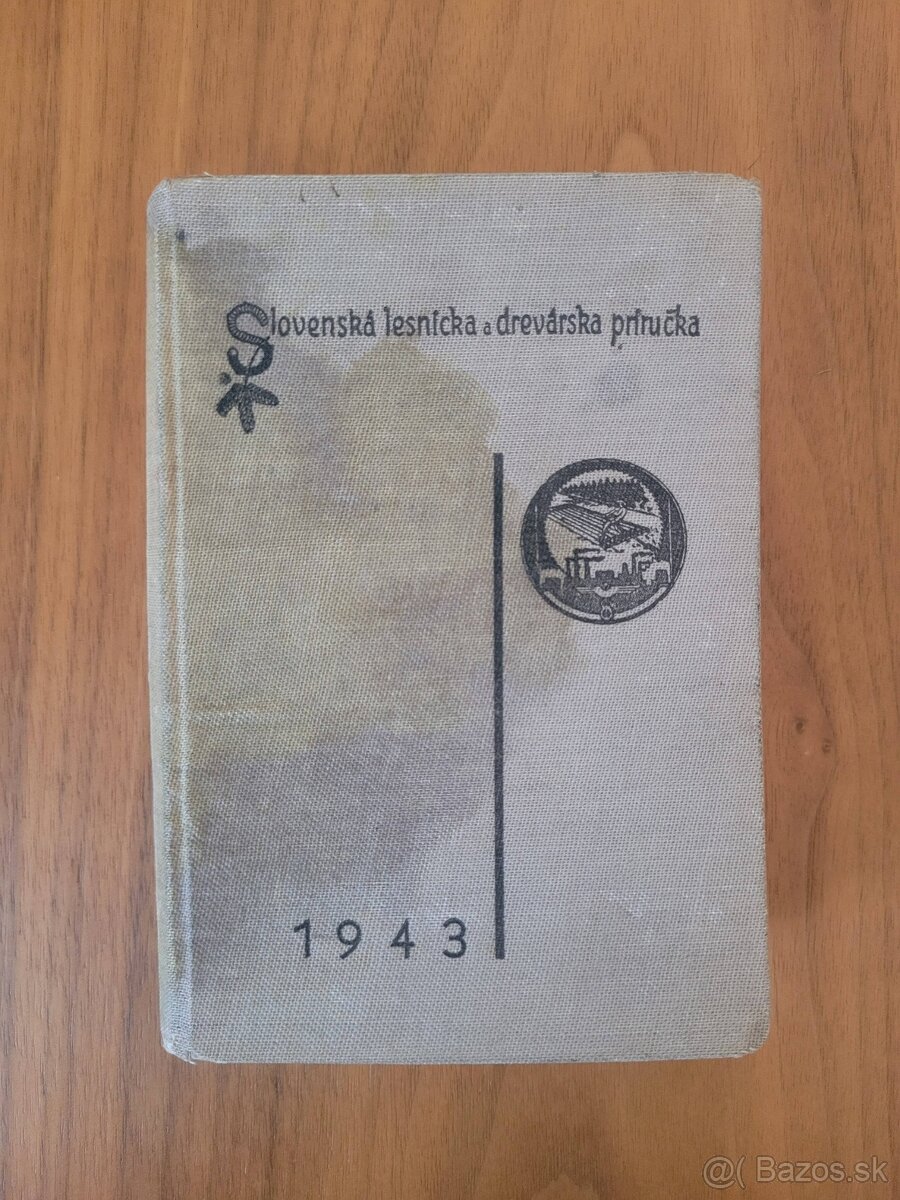 Slovenská lesnícka a drevárska príručka
1943
@( Bazos.sk